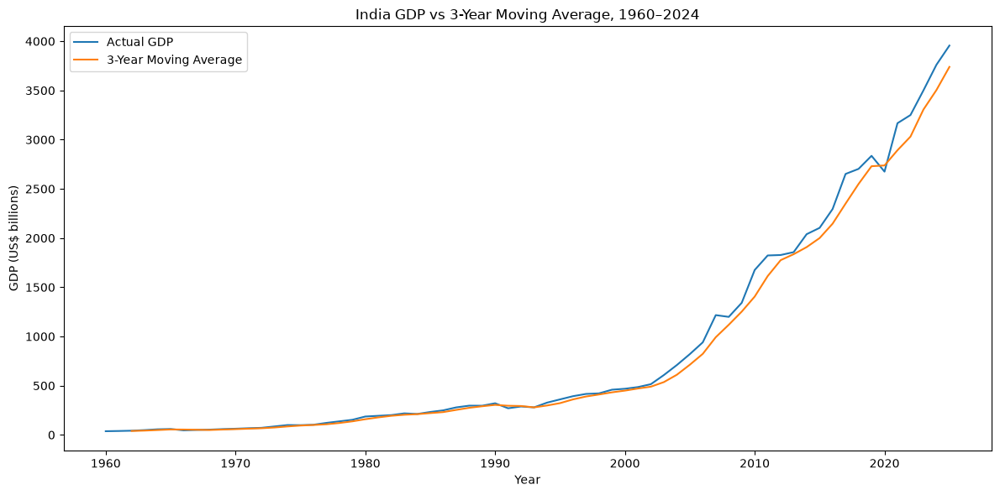 India GDP vs 3-Year Moving Average, 1960–2024
Actual GDP
3-Year Moving Average
GDP (US$ billions)
4000
3500
3000
2500
2000
1500
1000
500
0
1960 1970 1980 1990 2000 2010 2020
Year